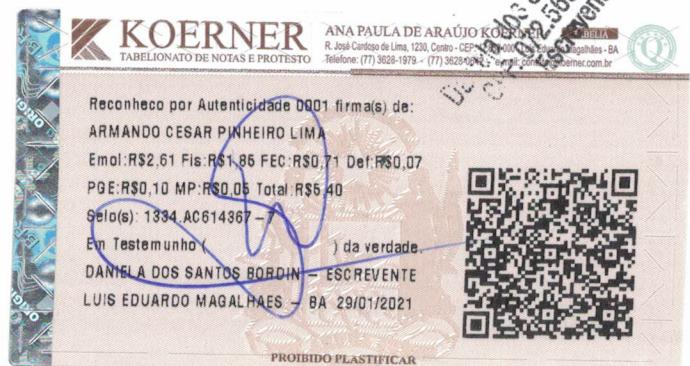 KOERNER
TABELIONATO DE NOTAS E PROTESTO
ANA PAULA DE ARAÚJO KOERNER
R. José Cardoso de Lima, 1230, Centro - CEP:
Magalhães - BA
Telefone: (77) 3628-1979
Reconheco por Autenticidade 0001 firma(s) de:
ARMANDO CESAR PINHEIRO LIMA
Emol:R$2,61 Fis:R$1,85 FEC:R$0,71 Def:R$0,07
PGE:R$0,10 MP:R$0,05 Total:R$5,40
Selo(s): 1334.AC614367-7
Em Testemunho ( ) da verdade.
DANIELA DOS SANTOS BORDIN - ESCREVENTE
LUIS EDUARDO MAGALHAES - BA 29/01/2021
PROIBIDO PLASTIFICAR